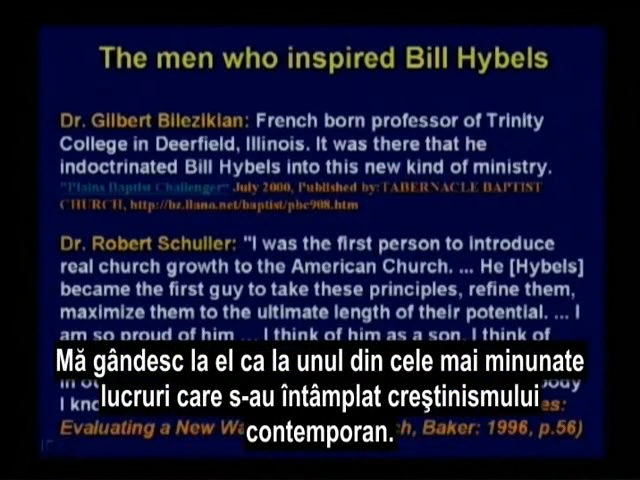 The men who inspired Bill Hybels
Dr. Gilbert Bilezikian: French born professor of Trinity
College in Deerfield, Illinois. It was there that he
indoctrinated Bill Hybels into this new kind of ministry.
"Plains Baptist Challenger" July 2000, Published by:TABERNACLE BAPTIST
CHURCH, http://bz.llano.net/baptist/pbc908.htm
Dr. Robert Schuller: "I was the first person to introduce
real church growth to the American Church. ... He [Hybels]
became the first guy to take these principles, refine them,
maximize them to the ultimate length of their potential. ... I
am so proud of him ... I think of him as a son. I think of
Mă gândesc la el ca la unul din cele mai minunate
lucruri care s-au întâmplat creştinismului
contemporan.
I
Evaluating a New
Baker: 1996, p.56)